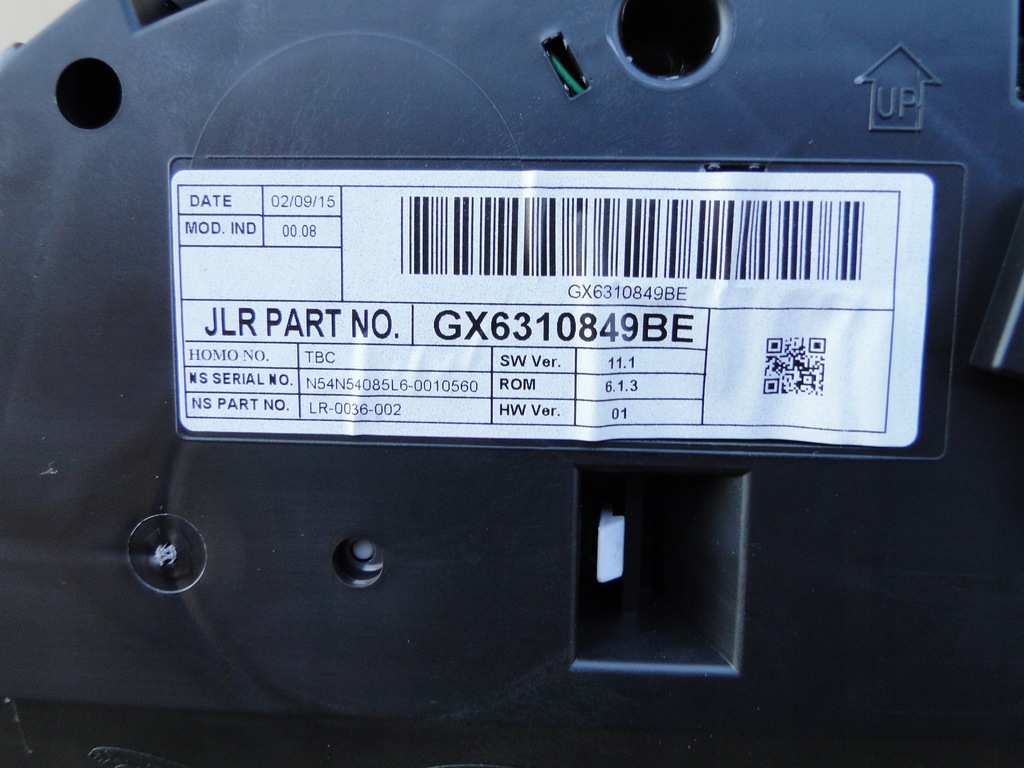 UP
DATE 02/09/15
MOD. IND 00.08
GX6310849BE
JLR PART NO. GX6310849BE
HOMO NO. TBC SW Ver. 11.1
NS SERIAL NO. N54N54085L6-0010560 ROM 6.1.3
NS PART NO. LR-0036-002 HW Ver. 01